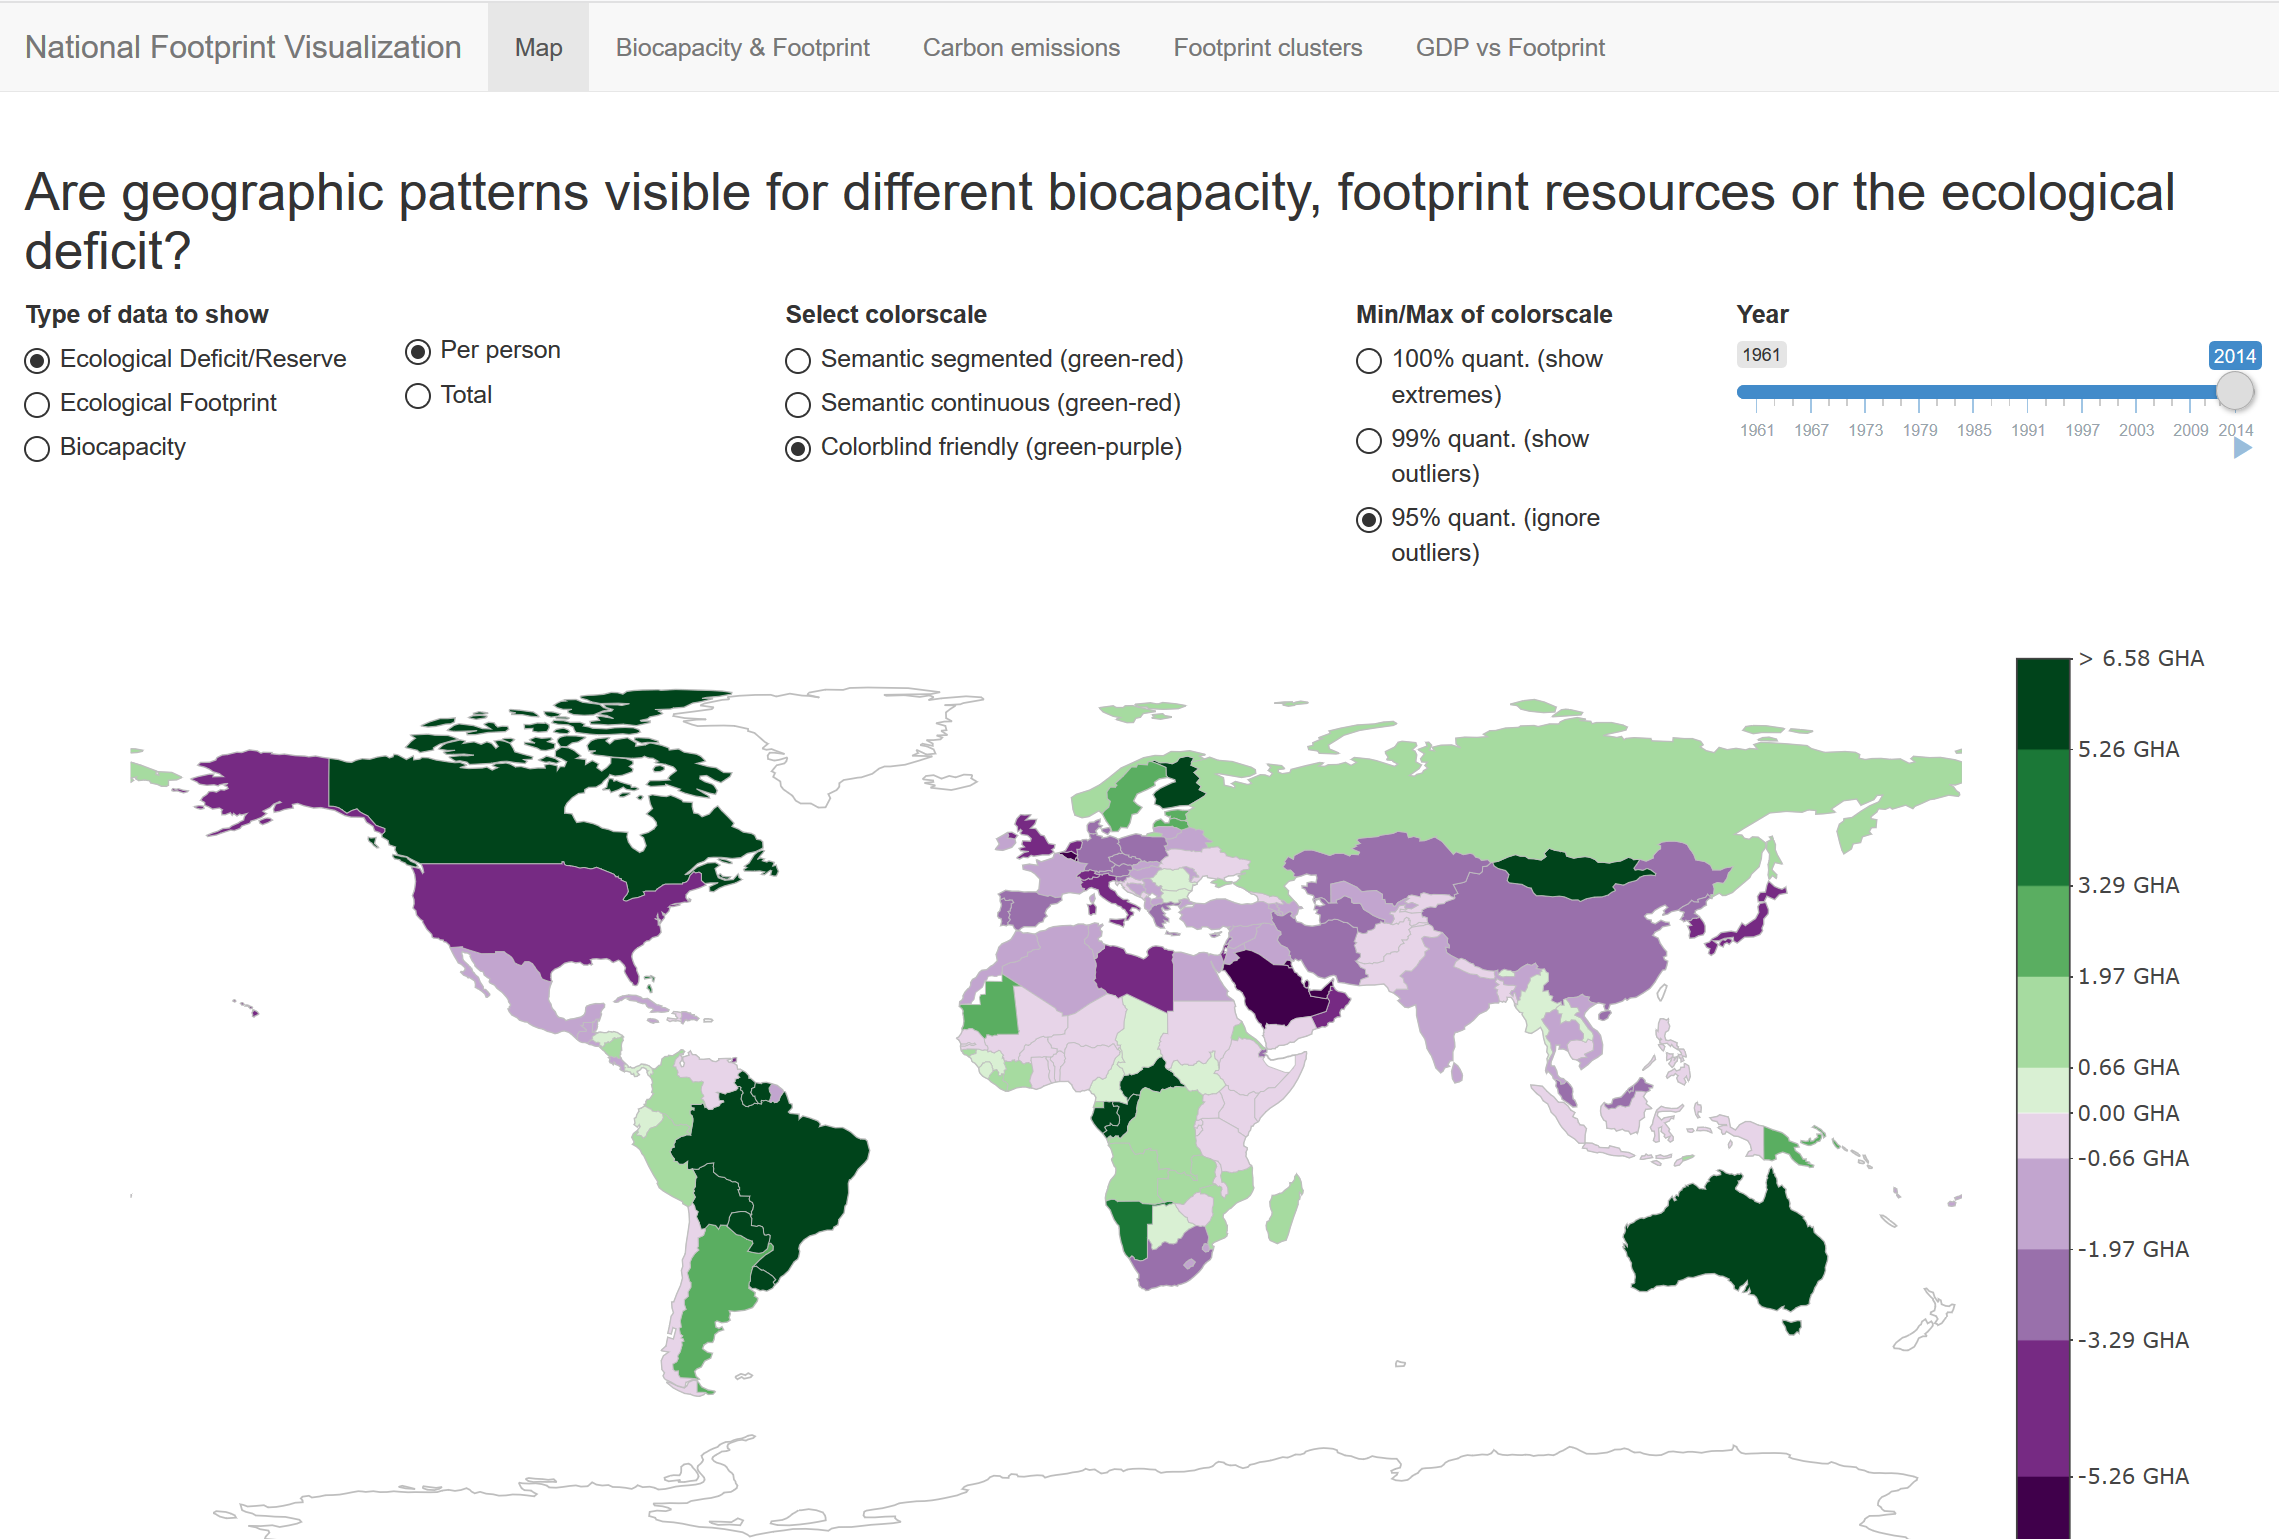 National Footprint Visualization Map Biocapacity & Footprint Carbon emissions Footprint clusters GDP vs Footprint
Are geographic patterns visible for different biocapacity, footprint resources or the ecological
deficit?
Type of data to show
Ecological Deficit/Reserve
Ecological Footprint
Biocapacity
Per person
Total
Select colorscale
Semantic segmented (green-red)
Semantic continuous (green-red)
Colorblind friendly (green-purple)
Min/Max of colorscale
100% quant. (show
extremes)
99% quant. (show
outliers)
95% quant. (ignore
outliers)
Year
1961 2014
1961 1967 1973 1979 1985 1991 1997 2003 2009 2014
> 6.58 GHA
5.26 GHA
3.29 GHA
1.97 GHA
0.66 GHA
0.00 GHA
-0.66 GHA
-1.97 GHA
-3.29 GHA
-5.26 GHA